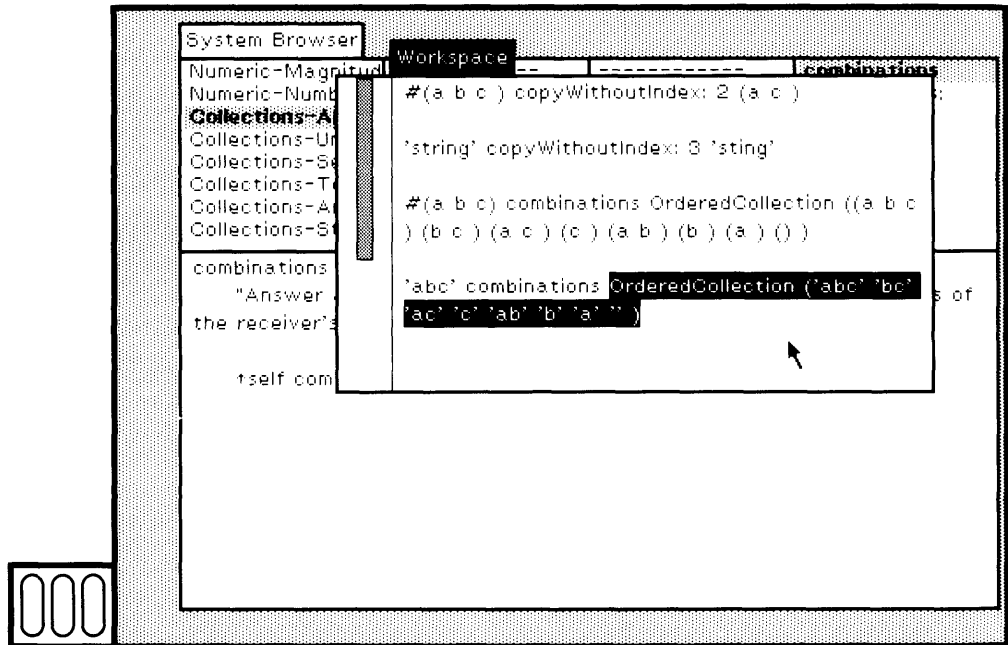 System Browser
Workspace
Numeric-Magnitud
------------
combinations
Numeric-Numb
Collections-A
Collections-Un
Collections-Se
Collections-Te
Collections-Ar
Collections-St
#(a b c ) copyWithoutIndex: 2 (a c )
'string' copyWithoutIndex: 3 'sting'
#(a b c) combinations OrderedCollection ((a b c
) (b c ) (a c ) (c ) (a b ) (b ) (a ) () )
'abc' combinations OrderedCollection ('abc' 'bc'
'ac' 'c' 'ab' 'b' 'a' '' )
combinations
"Answer
s of
the receiver's
↑self com